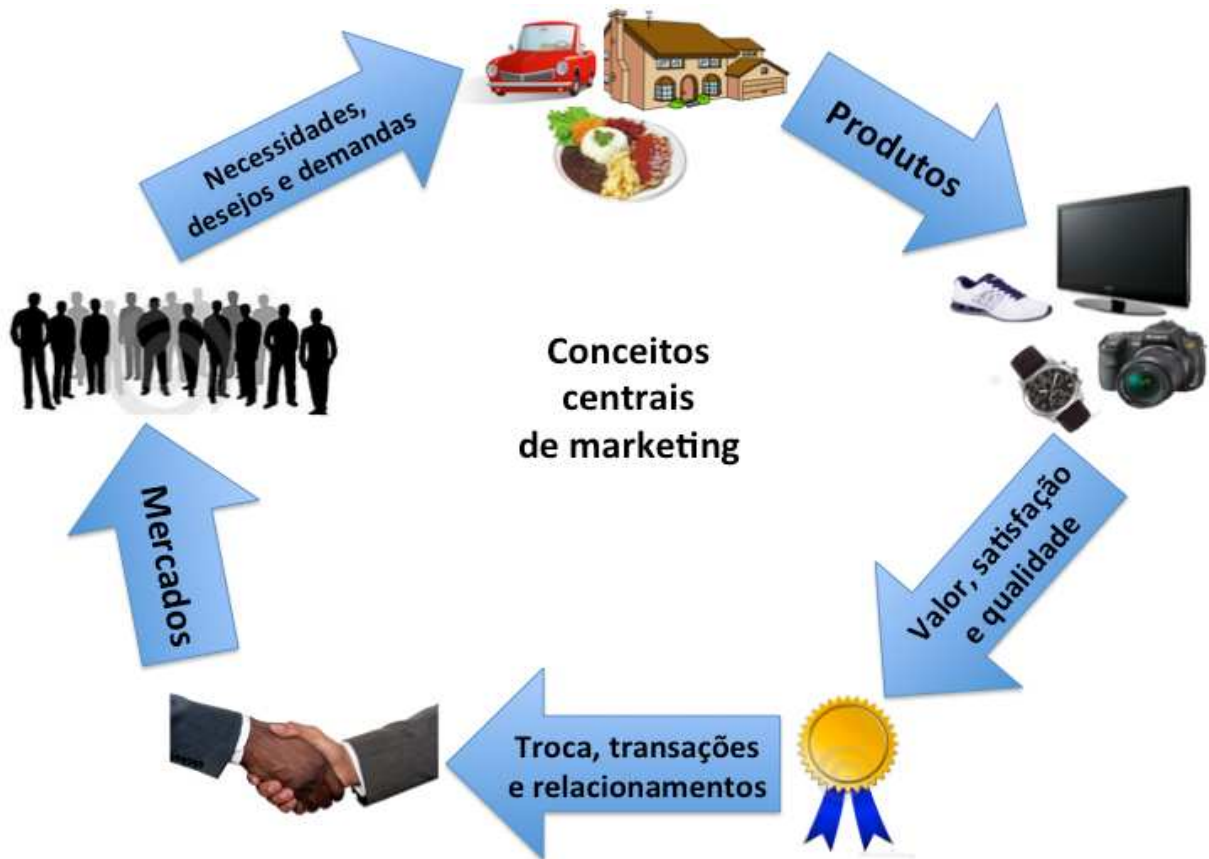 Necessidades,
desejos e demandas
Produtos
Conceitos
centrais
de marketing
Valor, satisfação
e qualidade
Troca, transações
e relacionamentos
Mercados